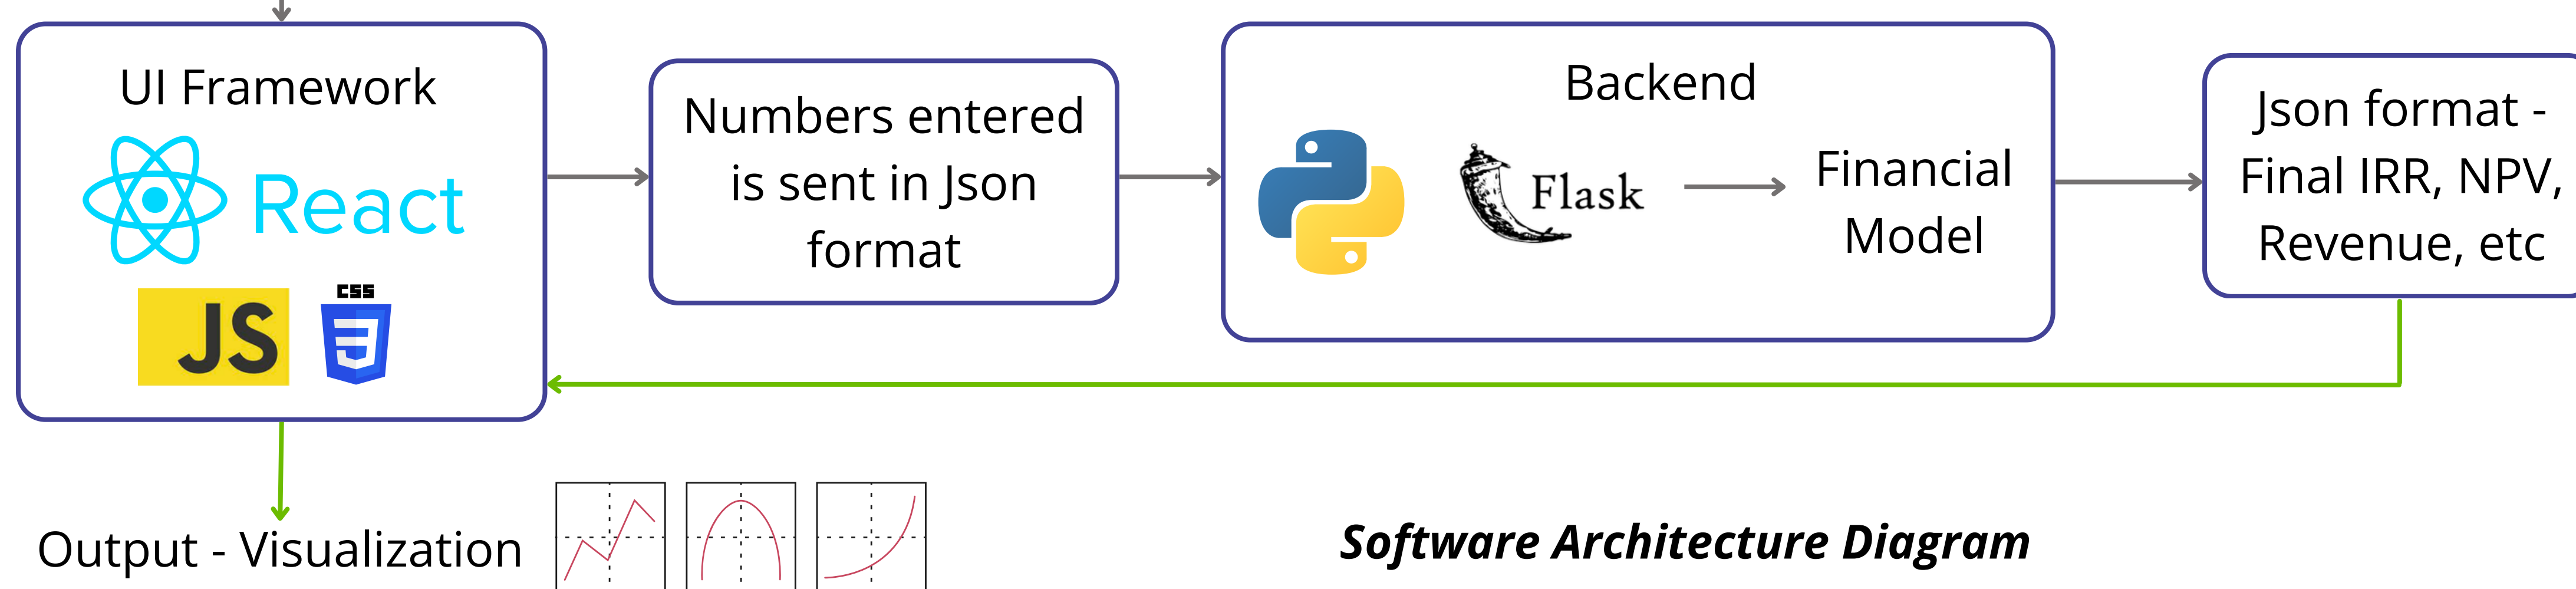 UI Framework
React
JS
CSS
3
Numbers entered
is sent in Json
format
Backend
Flask
Financial
Model
Json format -
Final IRR, NPV,
Revenue, etc
Output - Visualization
Software Architecture Diagram